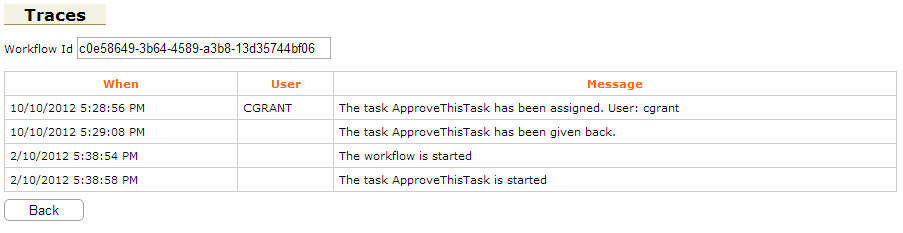 Traces
Workflow Id c0e58649-3b64-4589-a3b8-13d35744bf06
When User Message
10/10/2012 5:28:56 PM CGRANT The task ApproveThisTask has been assigned. User: cgrant
10/10/2012 5:29:08 PM The task ApproveThisTask has been given back.
2/10/2012 5:38:54 PM The workflow is started
2/10/2012 5:38:58 PM The task ApproveThisTask is started
Back